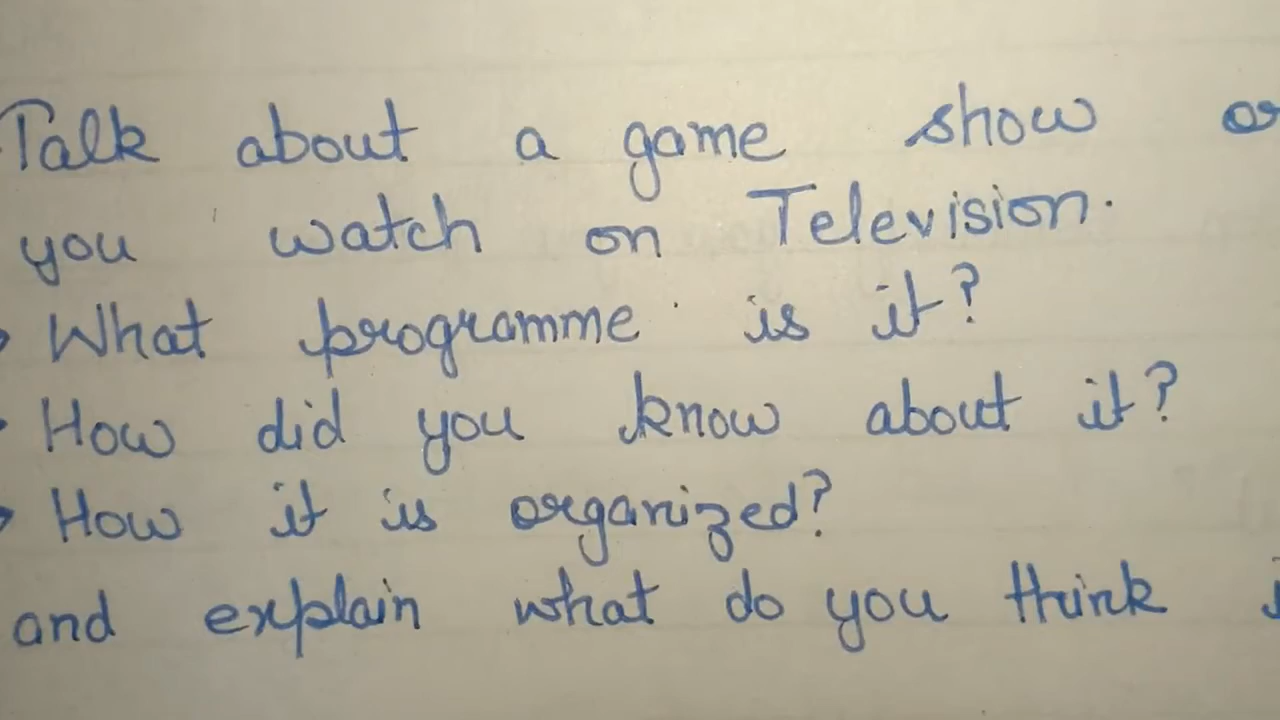 Talk about a game show or
you watch on Television.
What programme is it?
How did you know about it?
How it is organized?
and explain what do you think